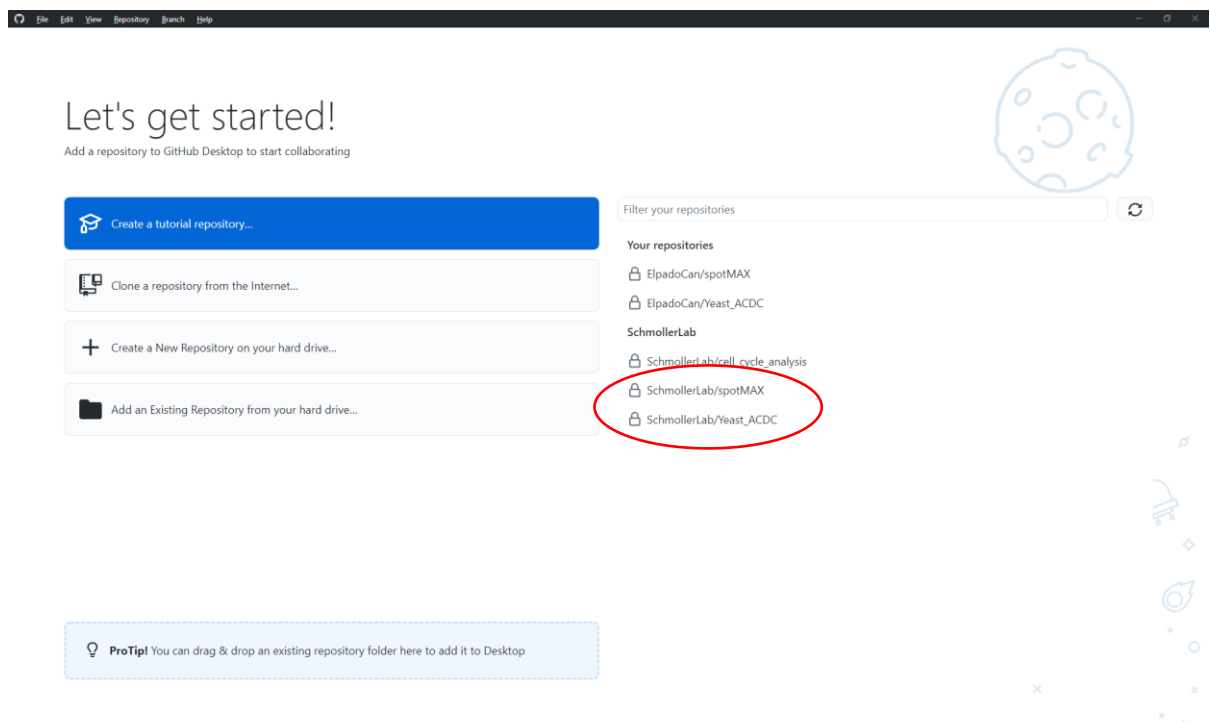 File Edit View Repository Branch Help
Let's get started!
Add a repository to GitHub Desktop to start collaborating
Create a tutorial repository...
Clone a repository from the Internet...
Create a New Repository on your hard drive...
Add an Existing Repository from your hard drive...
ProTip! You can drag & drop an existing repository folder here to add it to Desktop
Filter your repositories
Your repositories
ElpadoCan/spotMAX
ElpadoCan/Yeast_ACDC
SchmollerLab
SchmollerLab/cell_cycle_analysis
SchmollerLab/spotMAX
SchmollerLab/Yeast_ACDC